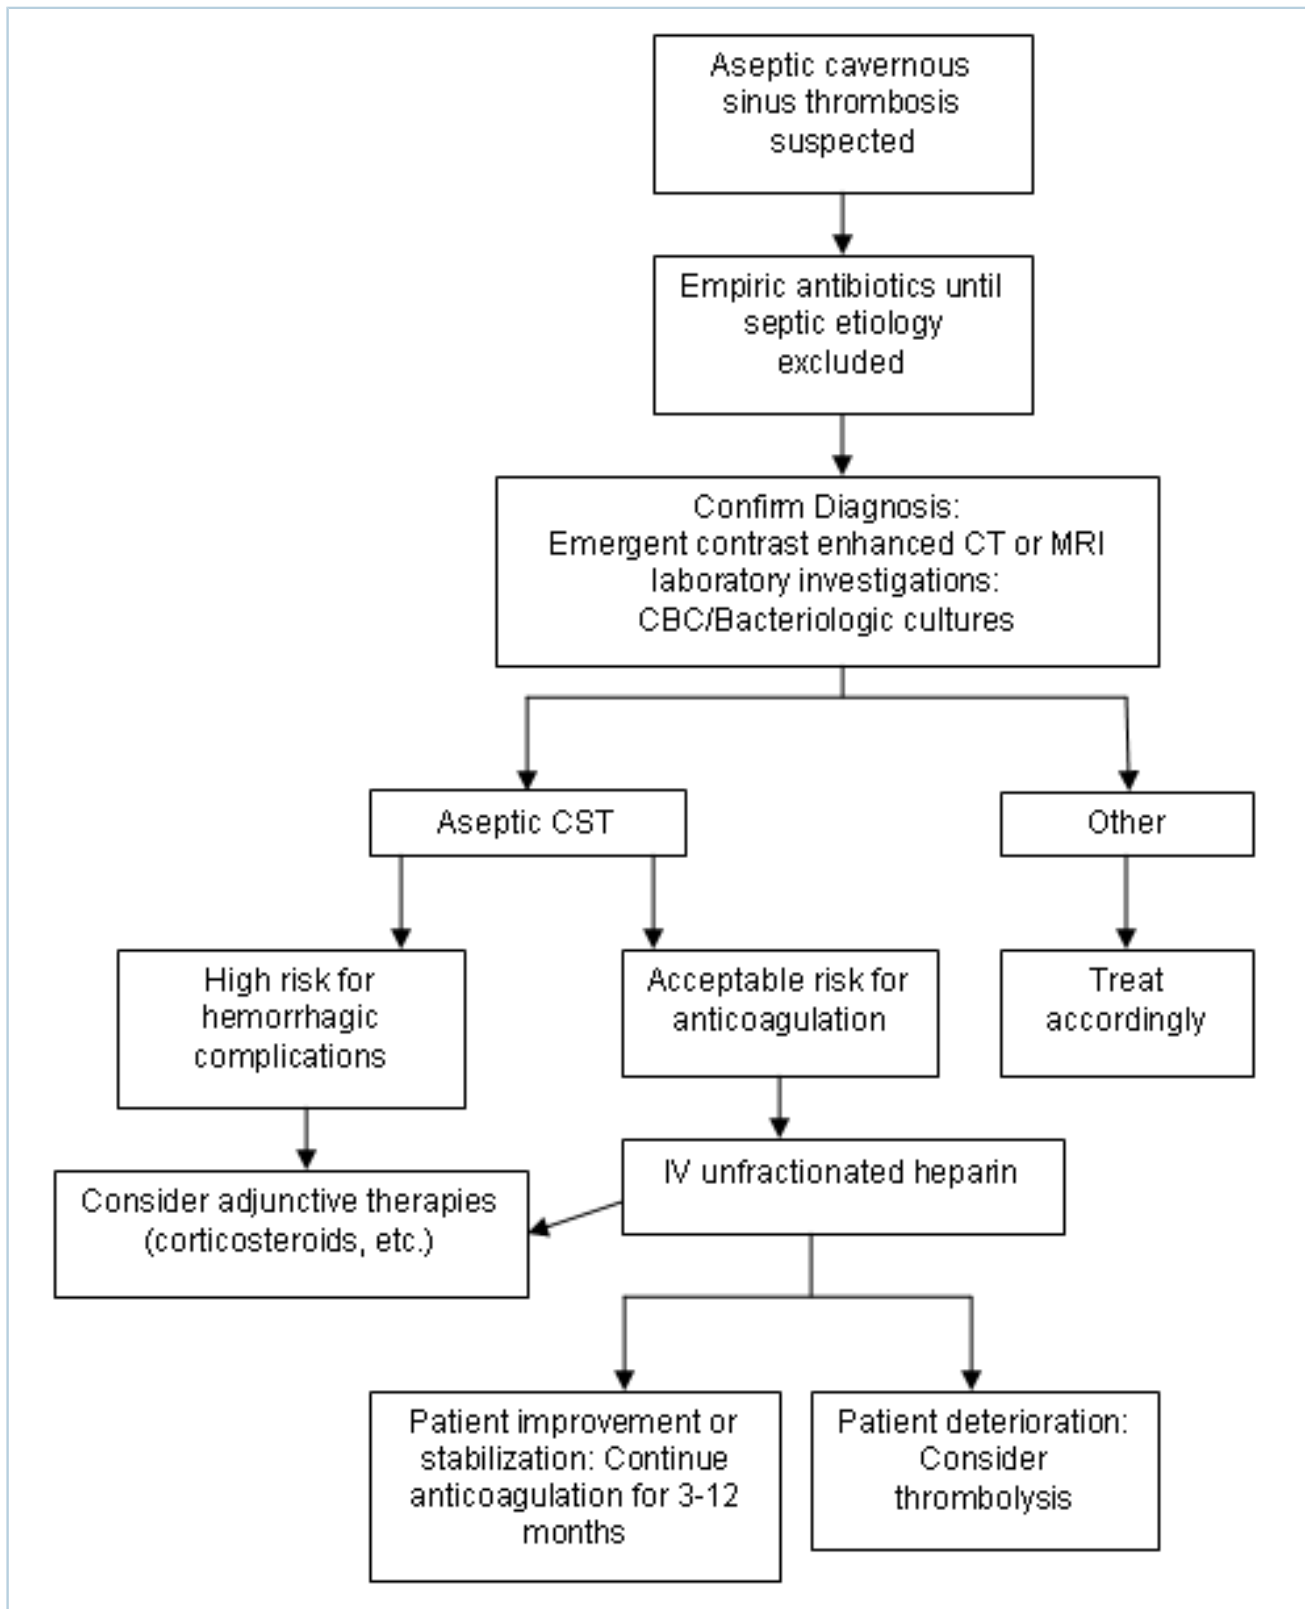 Aseptic cavernous
sinus thrombosis
suspected
Empiric antibiotics until
septic etiology
excluded
Confirm Diagnosis:
Emergent contrast enhanced CT or MRI
laboratory investigations:
CBC/Bacteriologic cultures
Aseptic CST
Other
High risk for
hemorrhagic
complications
Acceptable risk for
anticoagulation
Treat
accordingly
Consider adjunctive therapies
(corticosteroids, etc.)
IV unfractionated heparin
Patient improvement or
stabilization: Continue
anticoagulation for 3-12
months
Patient deterioration:
Consider
thrombolysis